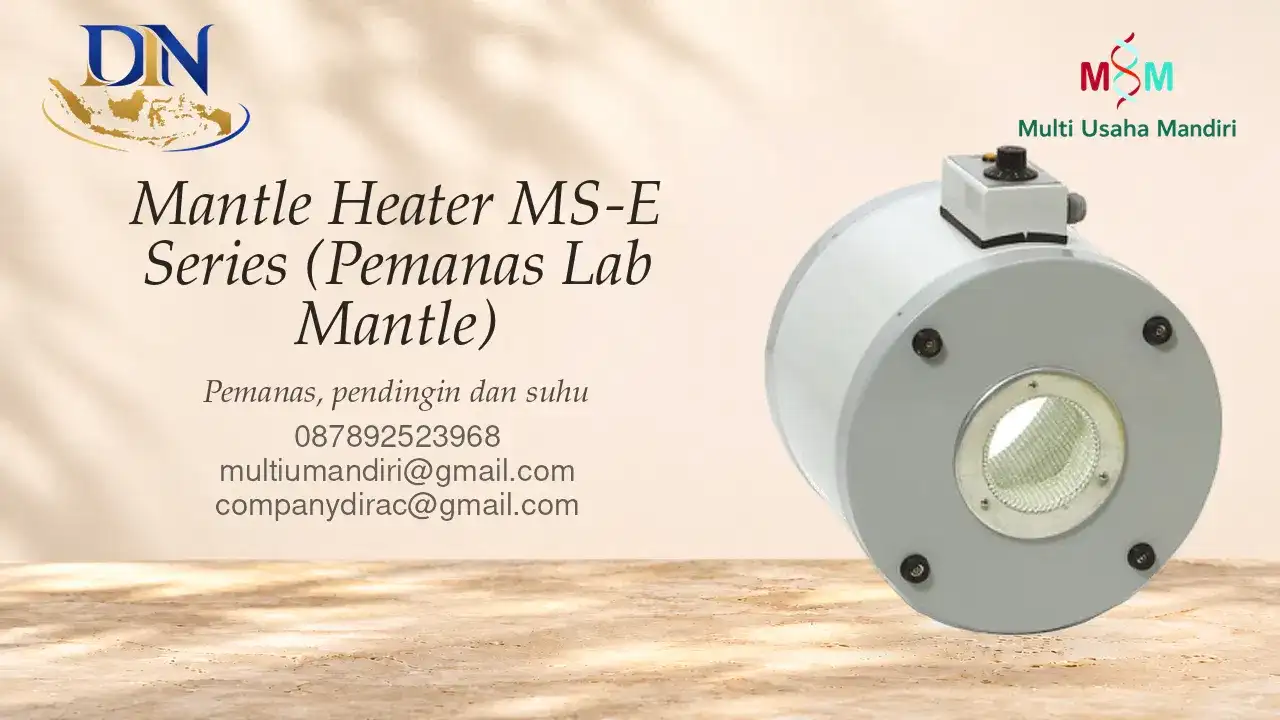 DIN
MSM
Multi Usaha Mandiri
Mantle Heater MS-E
Series (Pemanas Lab
Mantle)
Pemanas, pendingin dan suhu
087892523968
multiumandiri@gmail.com
companydirac@gmail.com